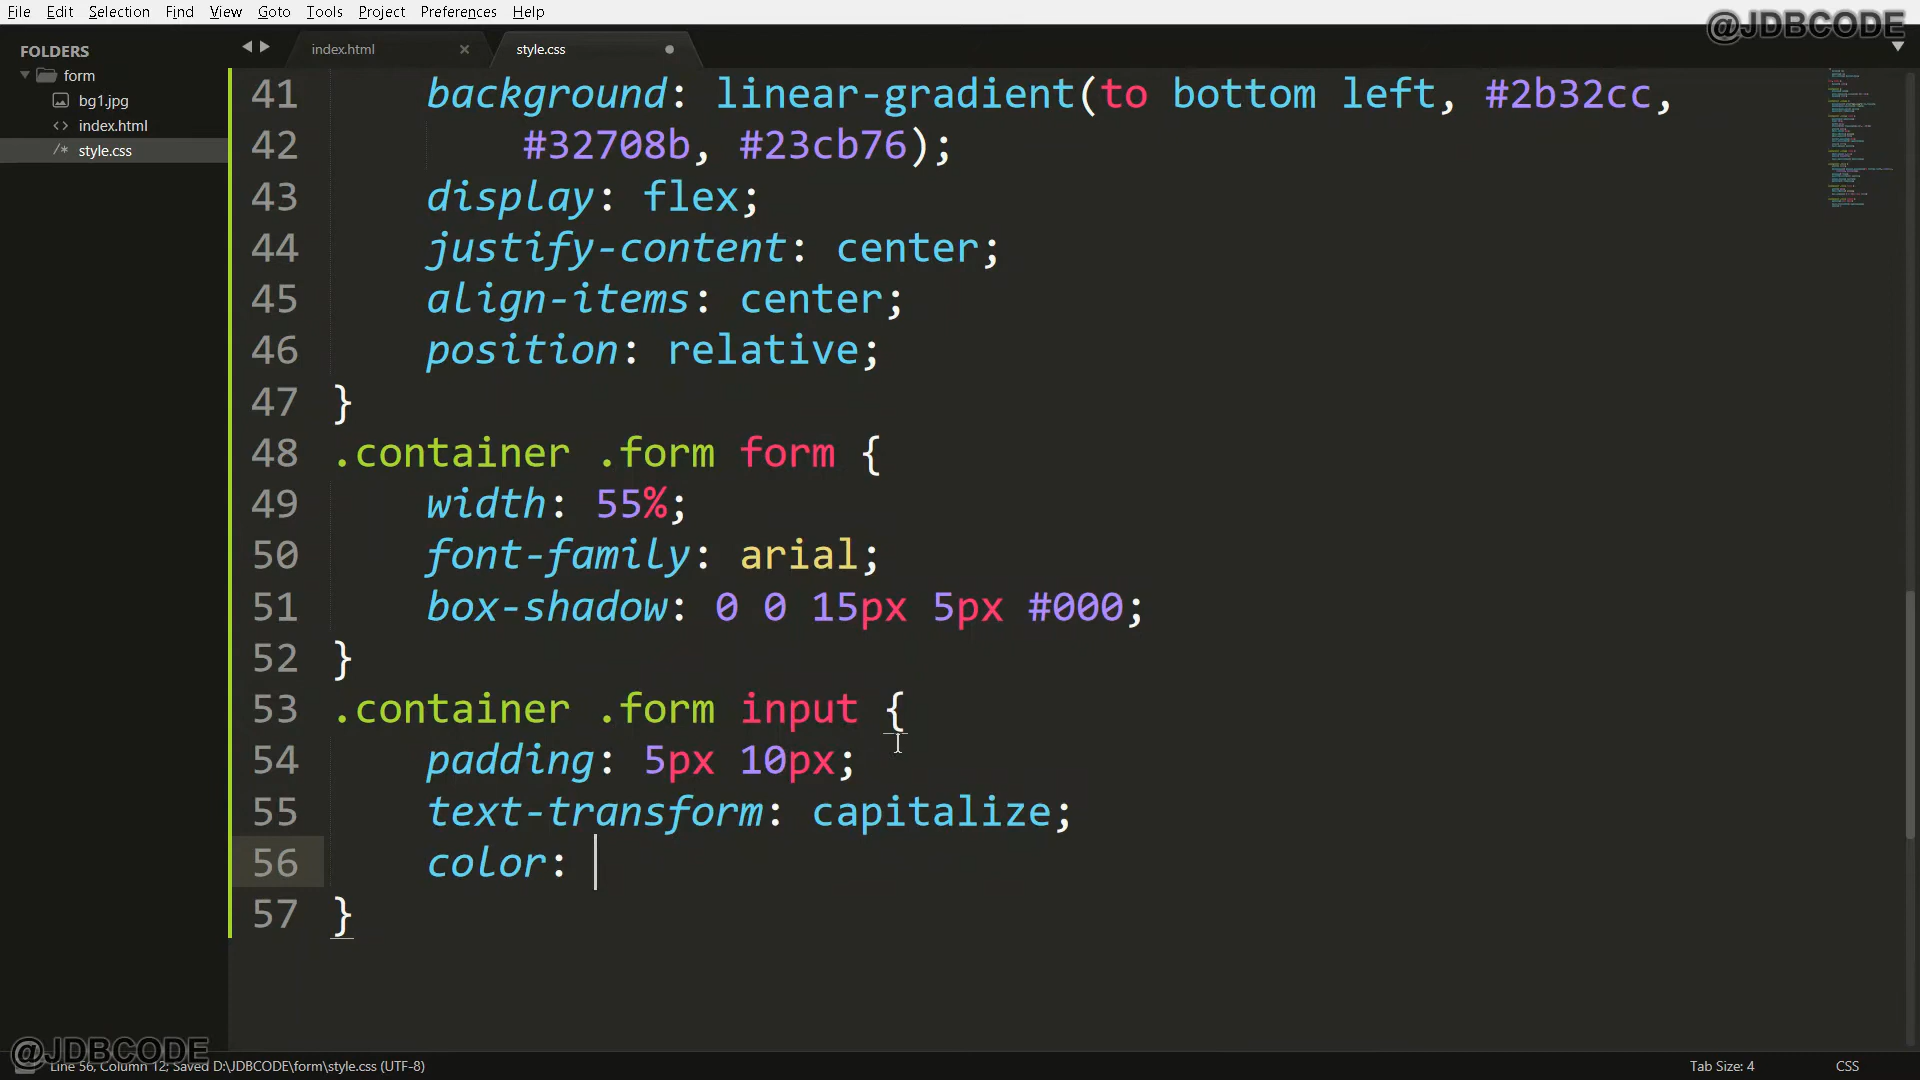 File Edit Selection Find View Goto Tools Project Preferences Help
@JDBCODE
FOLDERS
form
bg1.jpg
<> index.html
/* style.css
index.html ×
style.css
41 background: linear-gradient(to bottom left, #2b32cc,
42 #32708b, #23cb76);
43 display: flex;
44 justify-content: center;
45 align-items: center;
46 position: relative;
47 }
48 .container .form form {
49 width: 55%;
50 font-family: arial;
51 box-shadow: 0 0 15px 5px #000;
52 }
53 .container .form input {
54 padding: 5px 10px;
55 text-transform: capitalize;
56 color:
57 }
@JDBCODE
Line 56, Column 12; Saved D:\JDBCODE\form\style.css (UTF-8)
Tab Size: 4
CSS